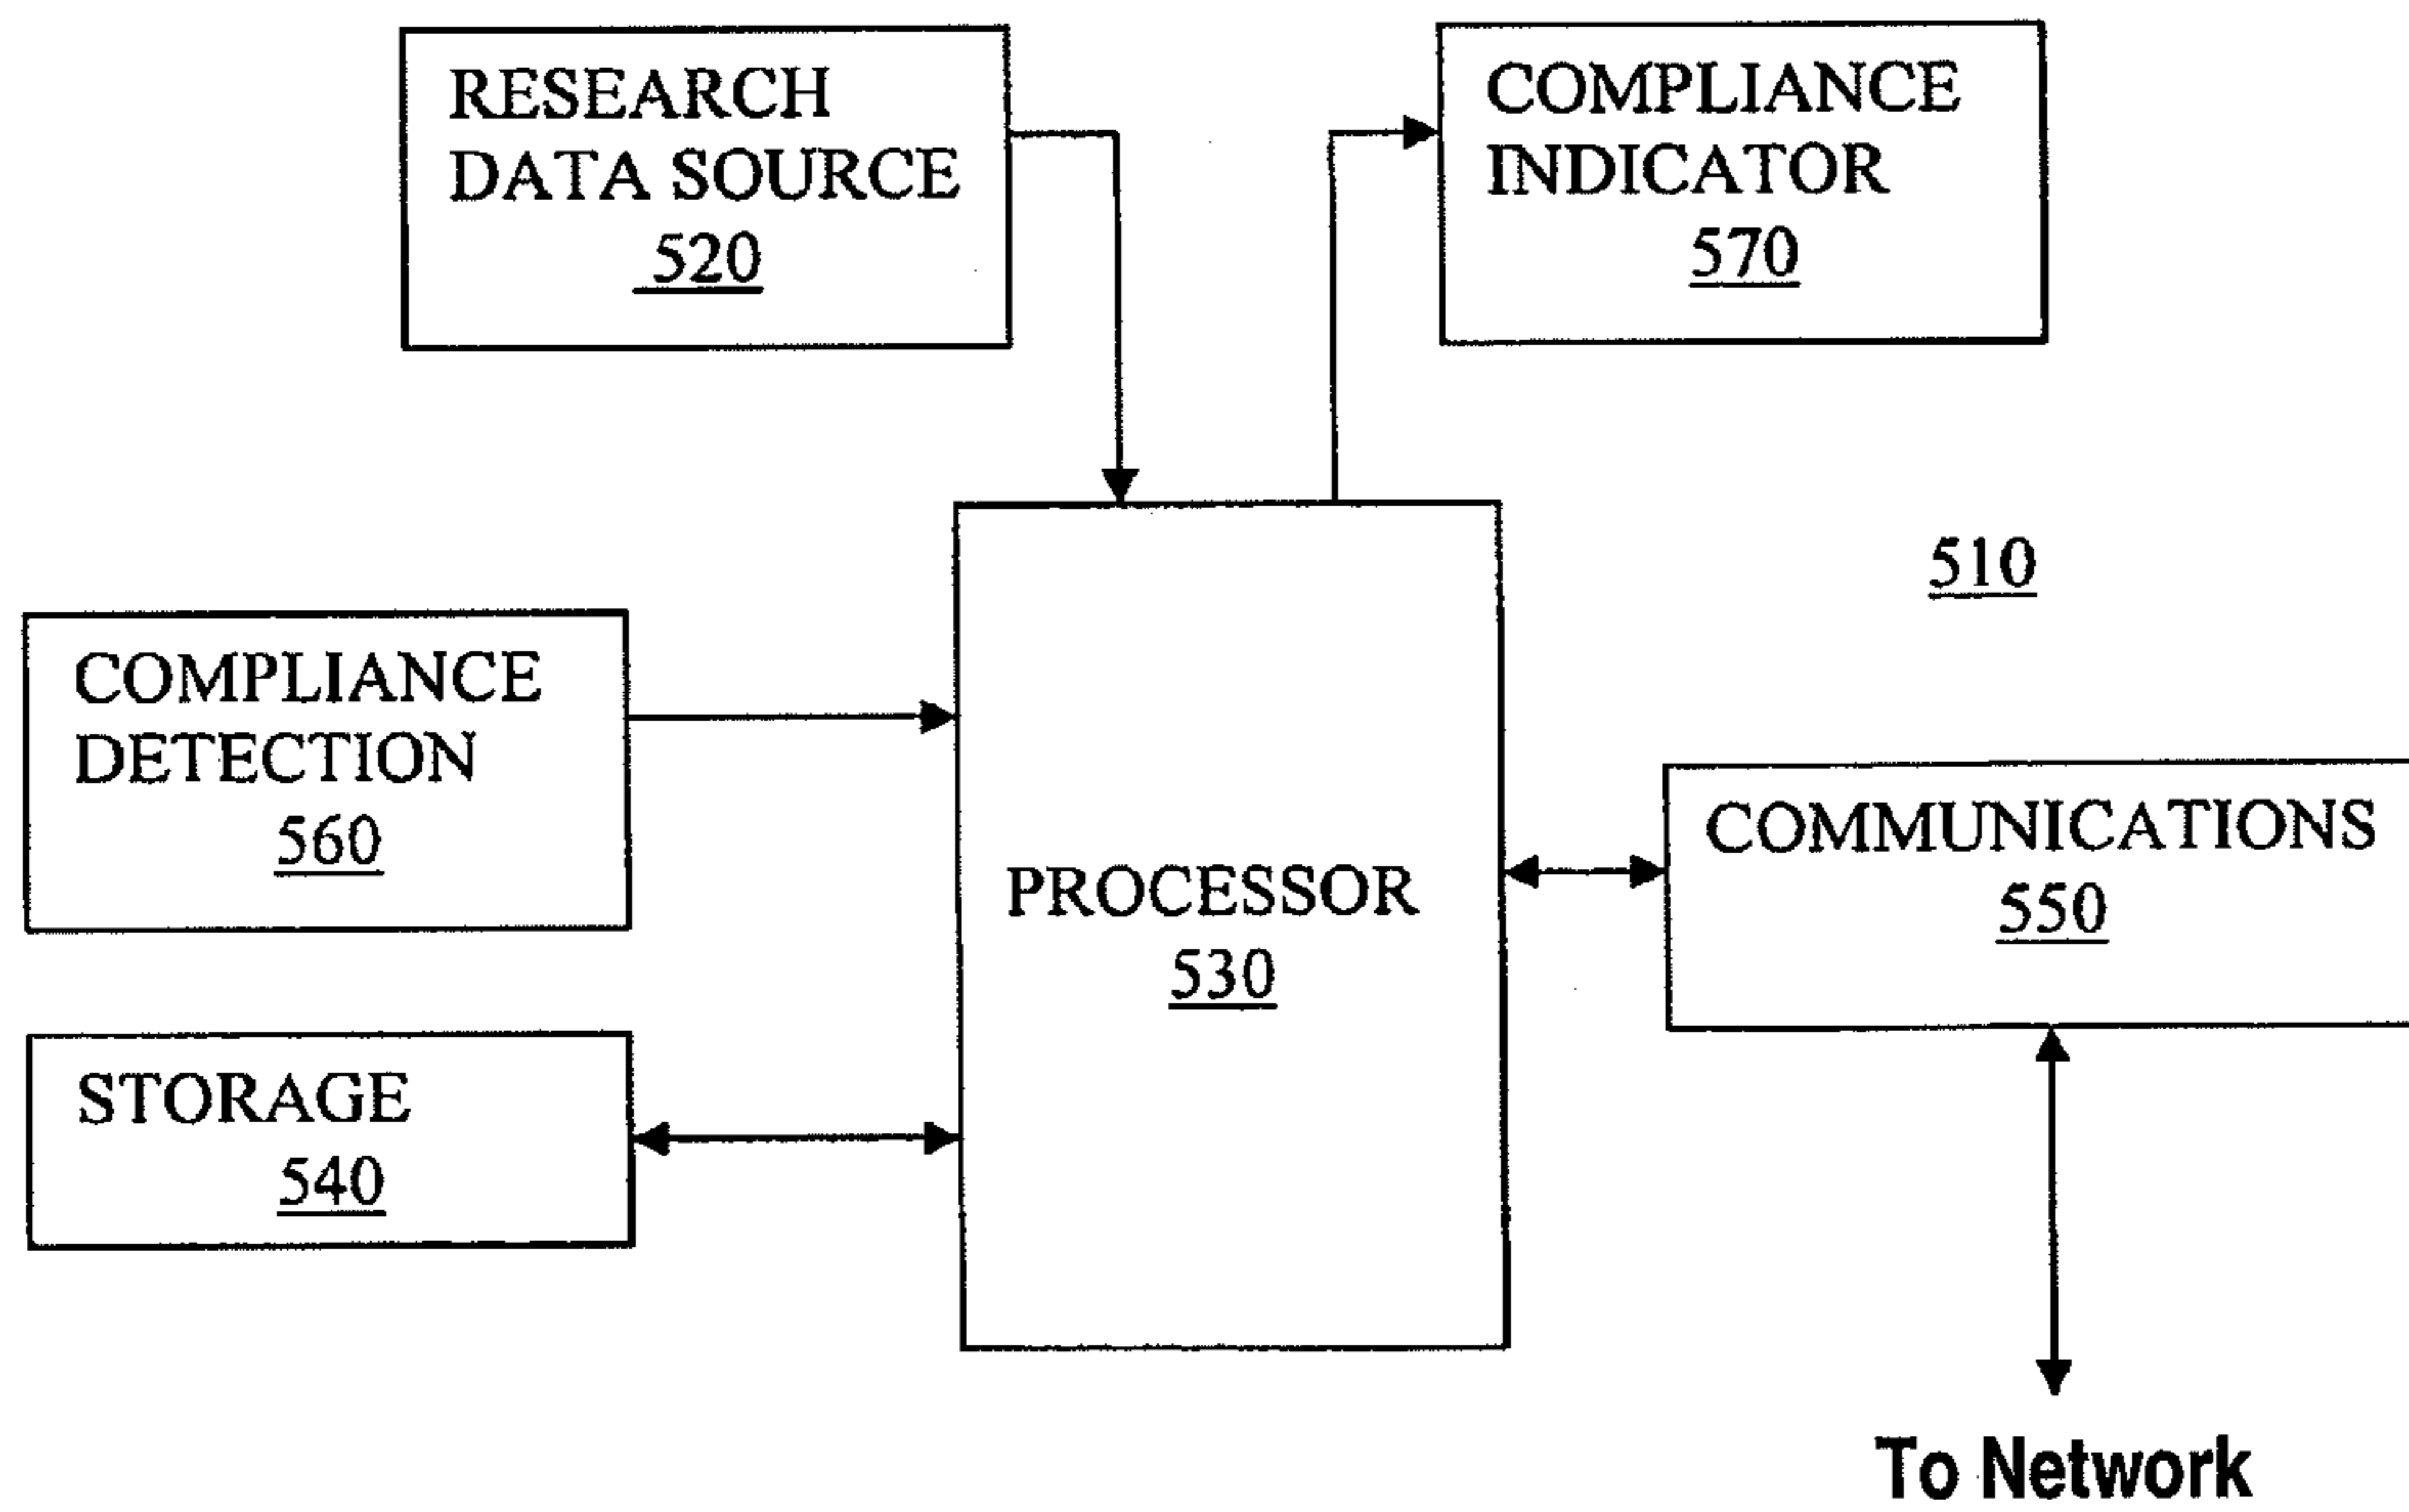 RESEARCH
DATA SOURCE
520
COMPLIANCE
INDICATOR
570
510
COMPLIANCE
DETECTION
560
PROCESSOR
530
COMMUNICATIONS
550
STORAGE
540
To Network